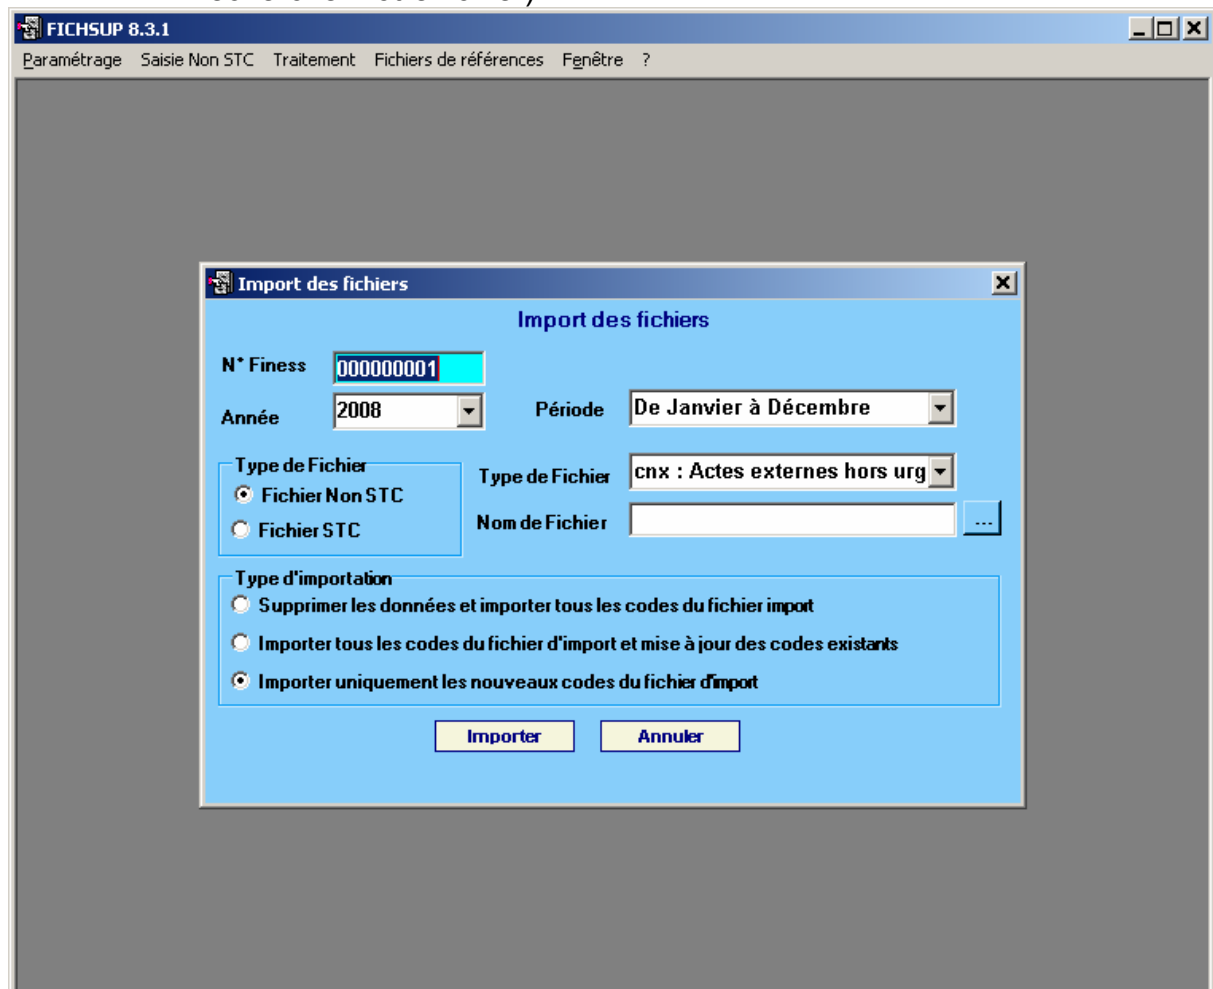 FICHSUP 8.3.1
Paramétrage Saisie Non STC Traitement Fichiers de références Fenêtre ?
Import des fichiers
Import des fichiers
N° Finess 000000001
Année 2008 Période De Janvier à Décembre
Type de Fichier
Fichier Non STC
Fichier STC
Type de Fichier cnx : Actes externes hors urg
Nom de Fichier ...
Type d'importation
Supprimer les données et importer tous les codes du fichier import
Importer tous les codes du fichier d'import et mise à jour des codes existants
Importer uniquement les nouveaux codes du fichier d'import
Importer Annuler